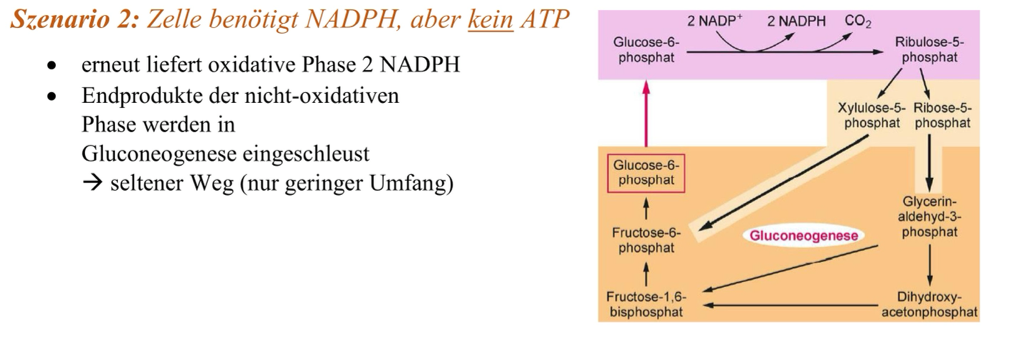 Szenario 2: Zelle benötigt NADPH, aber kein ATP
• erneut liefert oxidative Phase 2 NADPH
• Endprodukte der nicht-oxidativen
Phase werden in
Gluconeogenese eingeschleust
→ seltener Weg (nur geringer Umfang)
2 NADP⁺ 2 NADPH CO₂
Glucose-6-
phosphat
Ribulose-5-
phosphat
Xylulose-5-
phosphat
Ribose-5-
phosphat
Glucose-6-
phosphat
Glycerin-
aldehyd-3-
phosphat
Fructose-6-
phosphat
Gluconeogenese
Fructose-1,6-
bisphosphat
Dihydroxy-
acetonphosphat